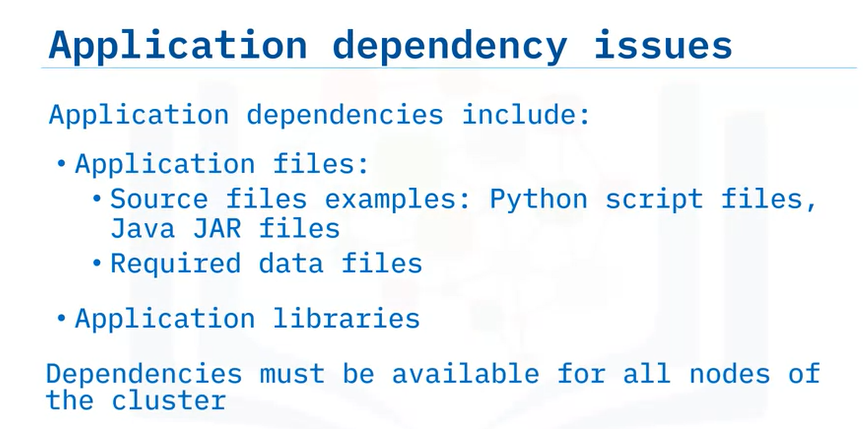 Application dependency issues
Application dependencies include:
• Application files:
• Source files examples: Python script files,
Java JAR files
• Required data files
• Application libraries
Dependencies must be available for all nodes of
the cluster